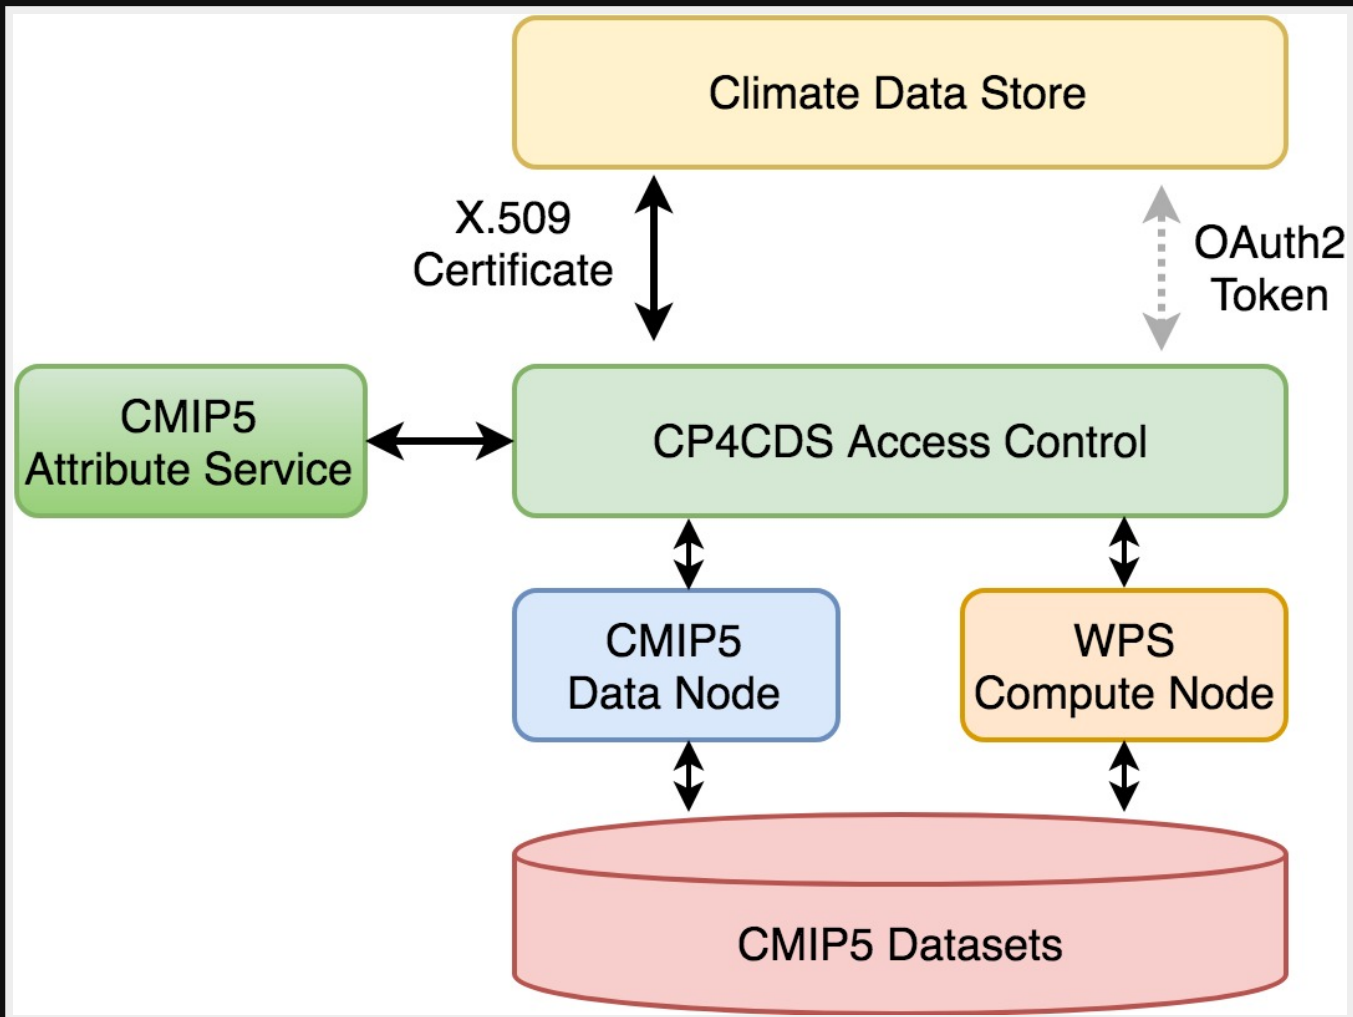 Climate Data Store
X.509
Certificate
OAuth2
Token
CMIP5
Attribute Service
CP4CDS Access Control
CMIP5
Data Node
WPS
Compute Node
CMIP5 Datasets